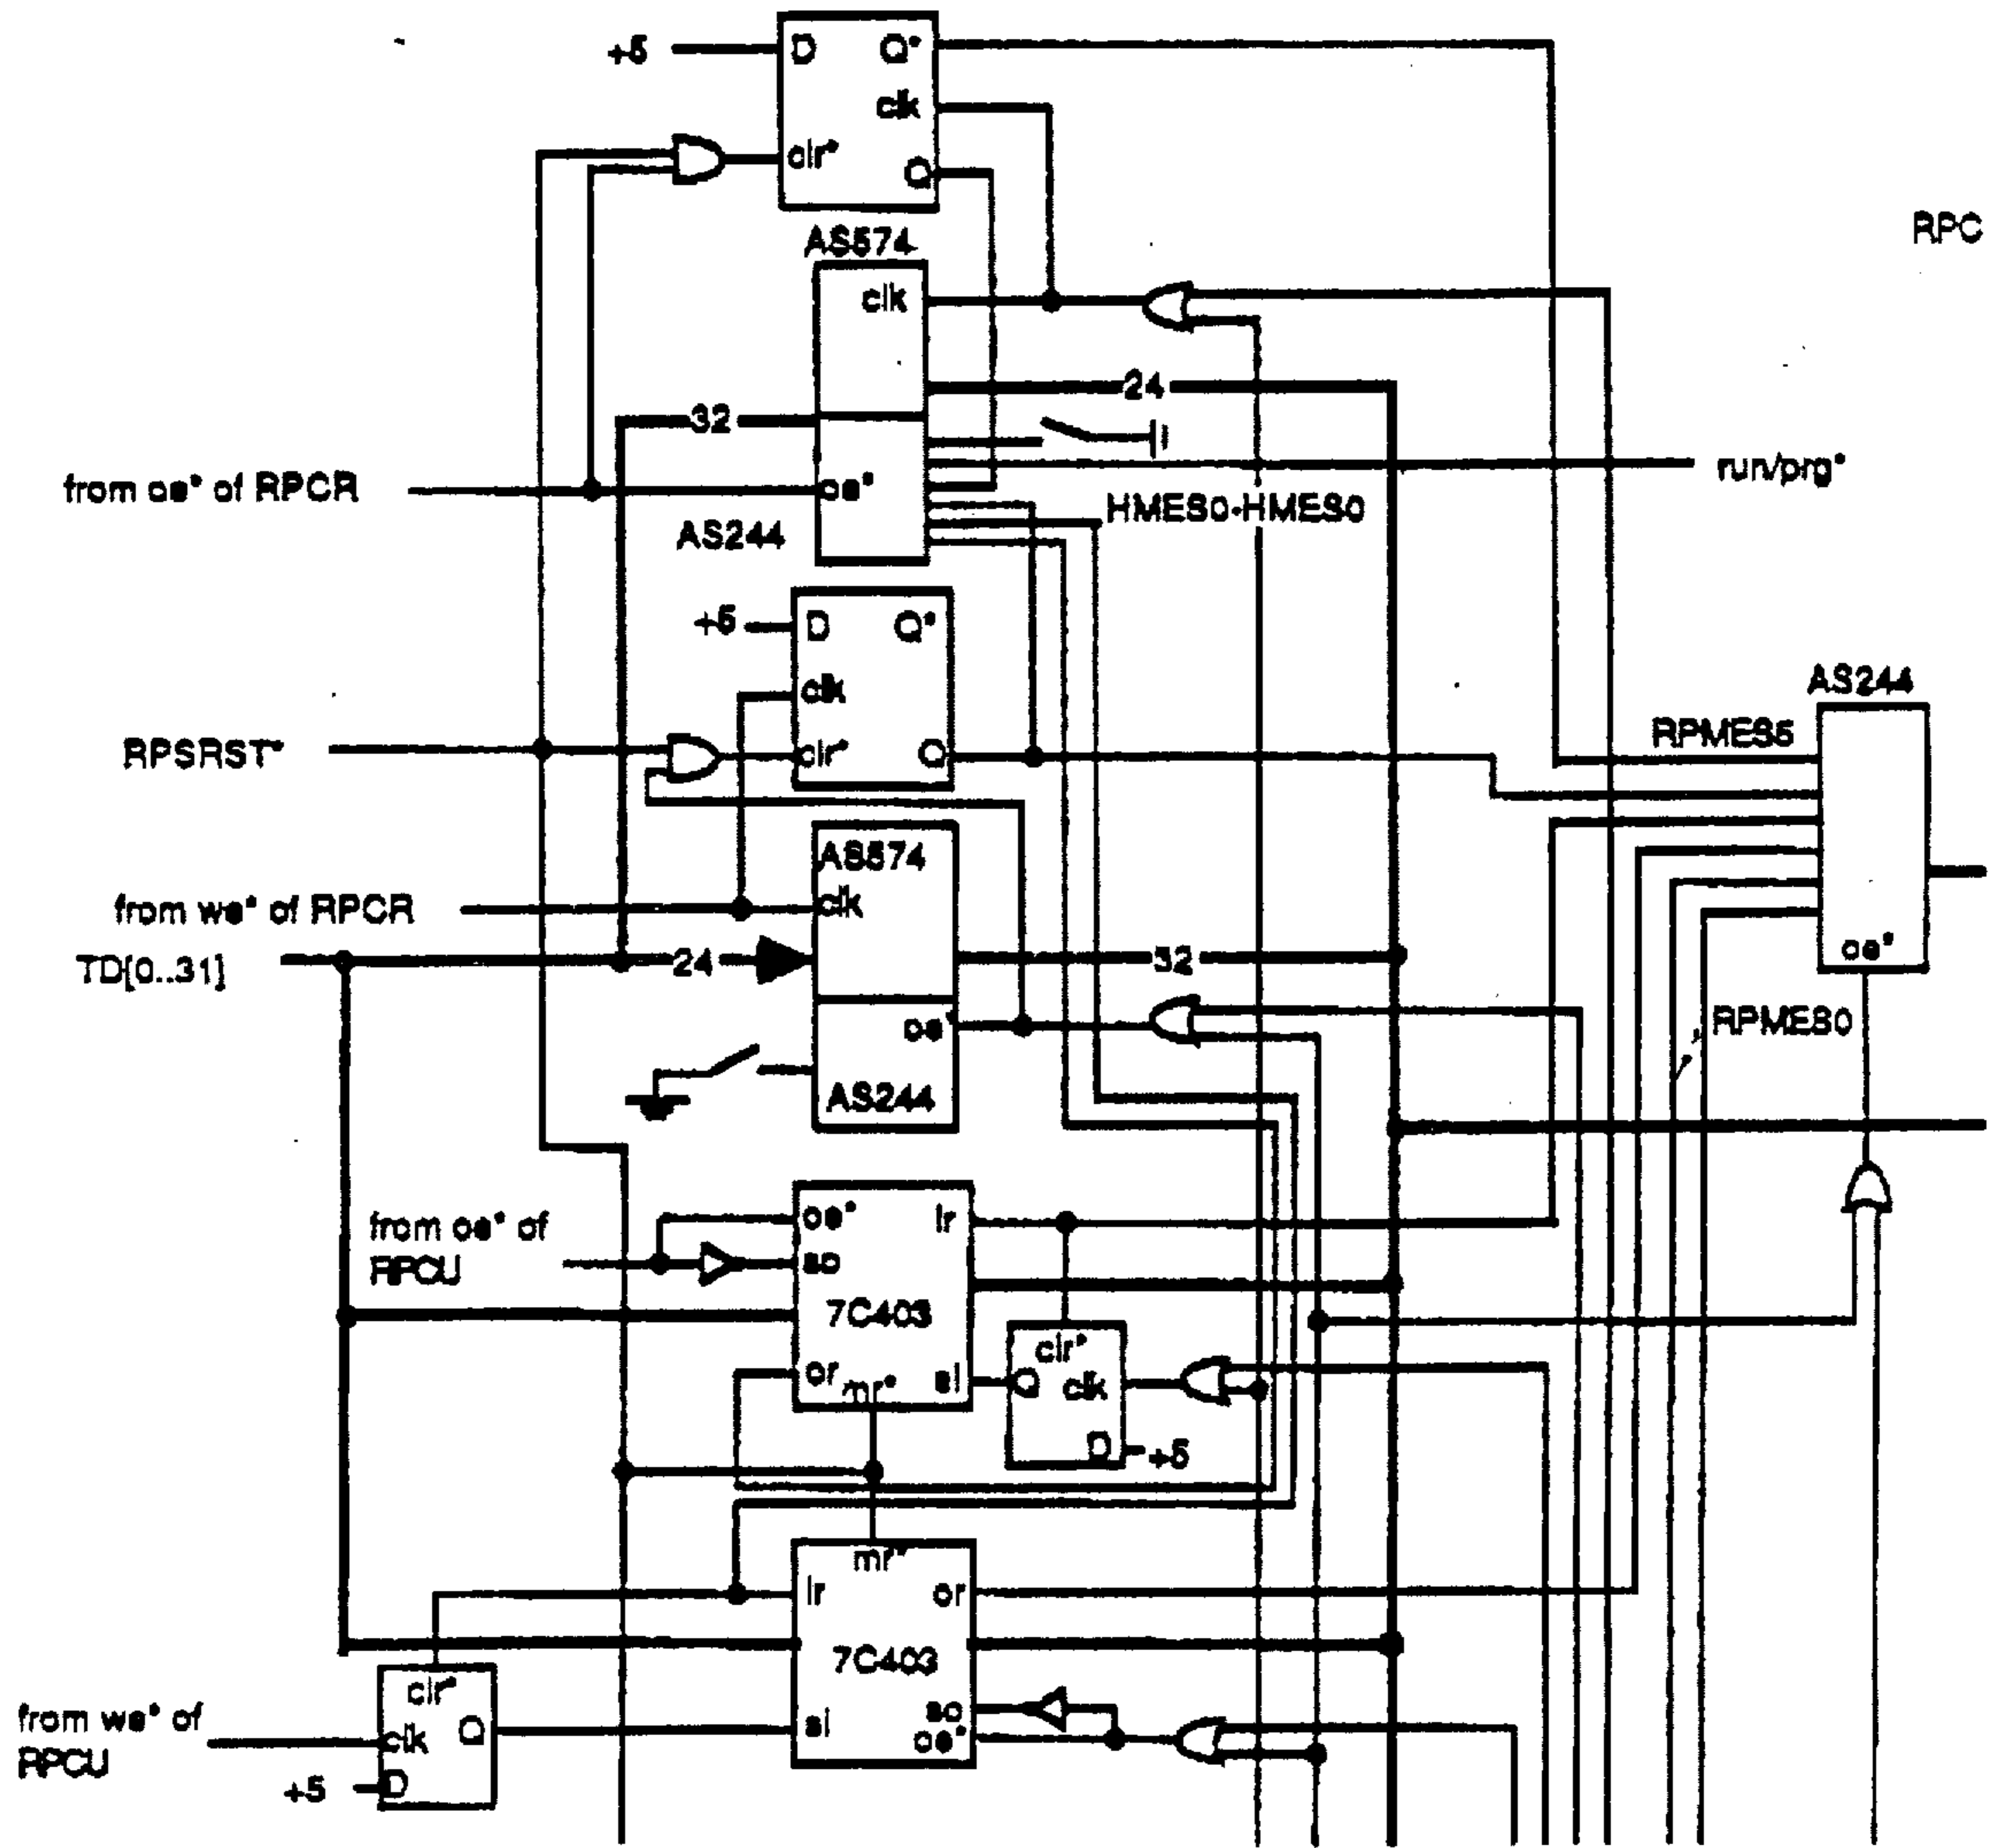 +5 D Q*
clk
clr*
Q
AS574
RPC
clk
24
32
from oe* of RPCR
oe*
run/prg*
HMES0-HMES0
AS244
+5 D Q*
clk
AS244
RPSRST*
clr* Q
RPMES5
AS574
from we* of RPCR
clk
TD[0..31]
24
32
oe*
oe*
RPMES0
AS244
from oe* of
RPCU
oe* Ir
so
7C403
clr*
or mr* sI
Q clk
D +5
mr*
Ir or
7C403
clr*
from we* of
RPCU
clk Q
sI
so
oe*
+5 D